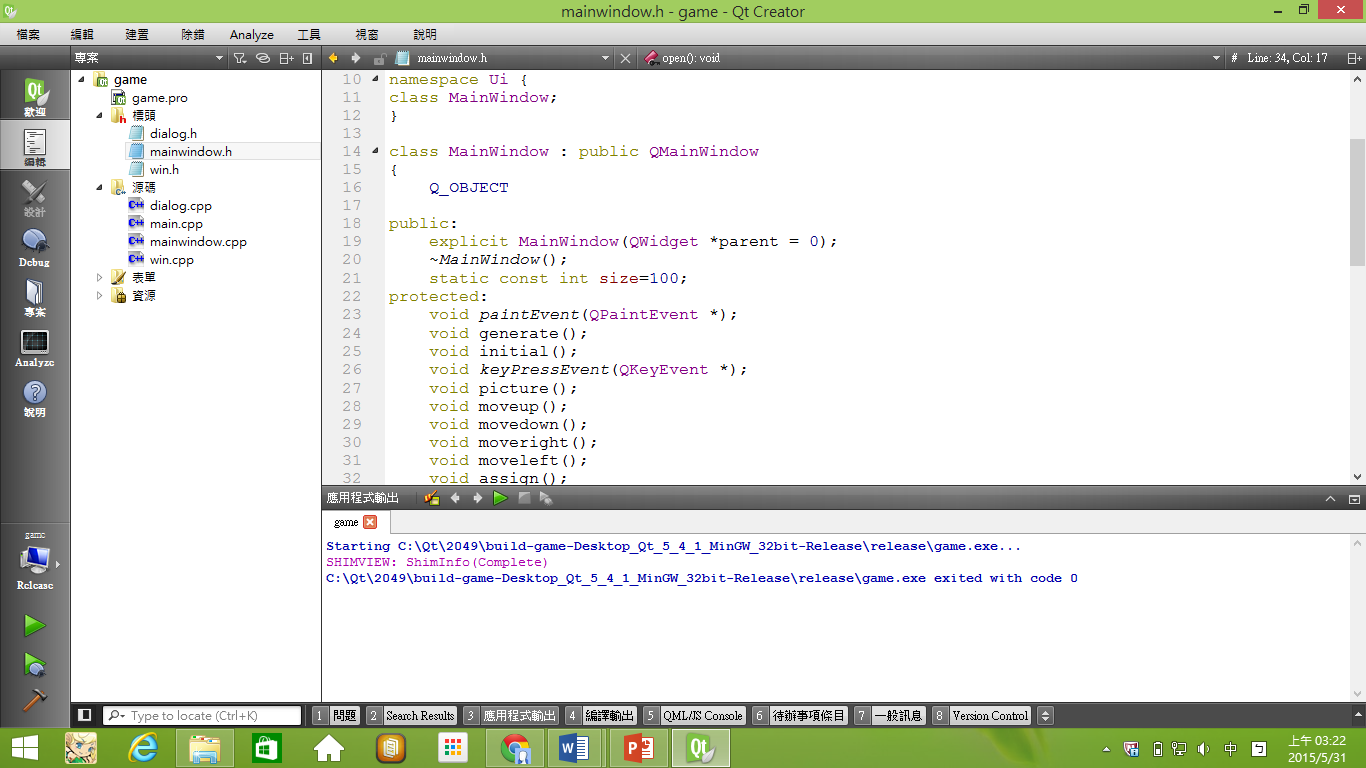 mainwindow.h - game - Qt Creator
檔案 編輯 建置 除錯 Analyze 工具 視窗 說明
專案
mainwindow.h
open(): void
# Line: 34, Col: 17
歡迎
編輯
設計
Debug
專案
Analyze
說明
game
Release
game
game.pro
標頭
dialog.h
mainwindow.h
win.h
源碼
dialog.cpp
main.cpp
mainwindow.cpp
win.cpp
表單
資源
10 namespace Ui {
11 class MainWindow;
12 }
13
14 class MainWindow : public QMainWindow
15 {
16 Q_OBJECT
17
18 public:
19 explicit MainWindow(QWidget *parent = 0);
20 ~MainWindow();
21 static const int size=100;
22 protected:
23 void paintEvent(QPaintEvent *);
24 void generate();
25 void initial();
26 void keyPressEvent(QKeyEvent *);
27 void picture();
28 void moveup();
29 void movedown();
30 void moveright();
31 void moveleft();
32 void assign();
應用程式輸出
game
Starting C:\Qt\2049\build-game-Desktop_Qt_5_4_1_MinGW_32bit-Release\release\game.exe...
SHIMVIEW: ShimInfo(Complete)
C:\Qt\2049\build-game-Desktop_Qt_5_4_1_MinGW_32bit-Release\release\game.exe exited with code 0
Type to locate (Ctrl+K)
1 問題 2 Search Results 3 應用程式輸出 4 編譯輸出 5 QML/JS Console 6 待辦事項條目 7 一般訊息 8 Version Control
中
上午 03:22
2015/5/31